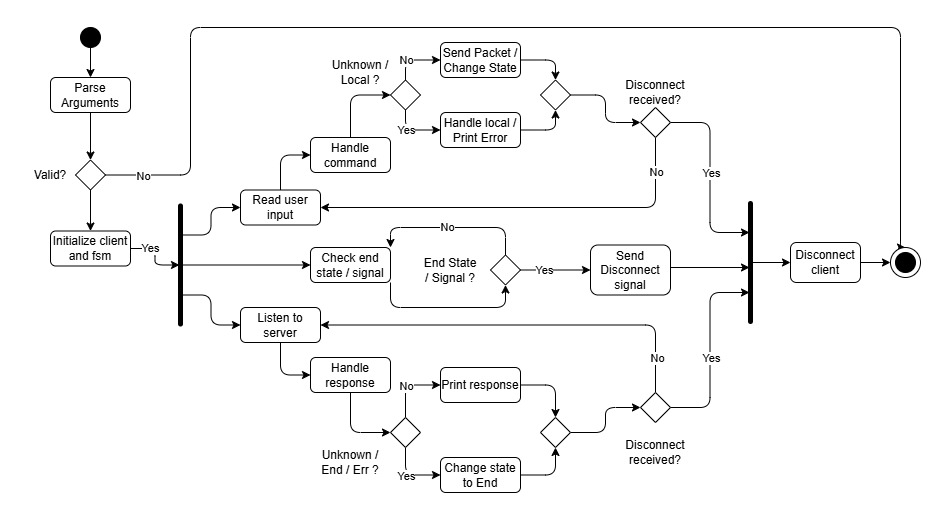 Parse
Arguments
Valid?
No
Initialize client
and fsm
Yes
Read user
input
Handle
command
Unknown /
Local ?
No
Yes
Send Packet /
Change State
Handle local /
Print Error
Disconnect
received?
No
Yes
Check end
state / signal
No
End State
/ Signal ?
Yes
Send
Disconnect
signal
Disconnect
client
Listen to
server
Handle
response
Unknown /
End / Err ?
No
Yes
Print response
Change state
to End
No
Yes
Disconnect
received?